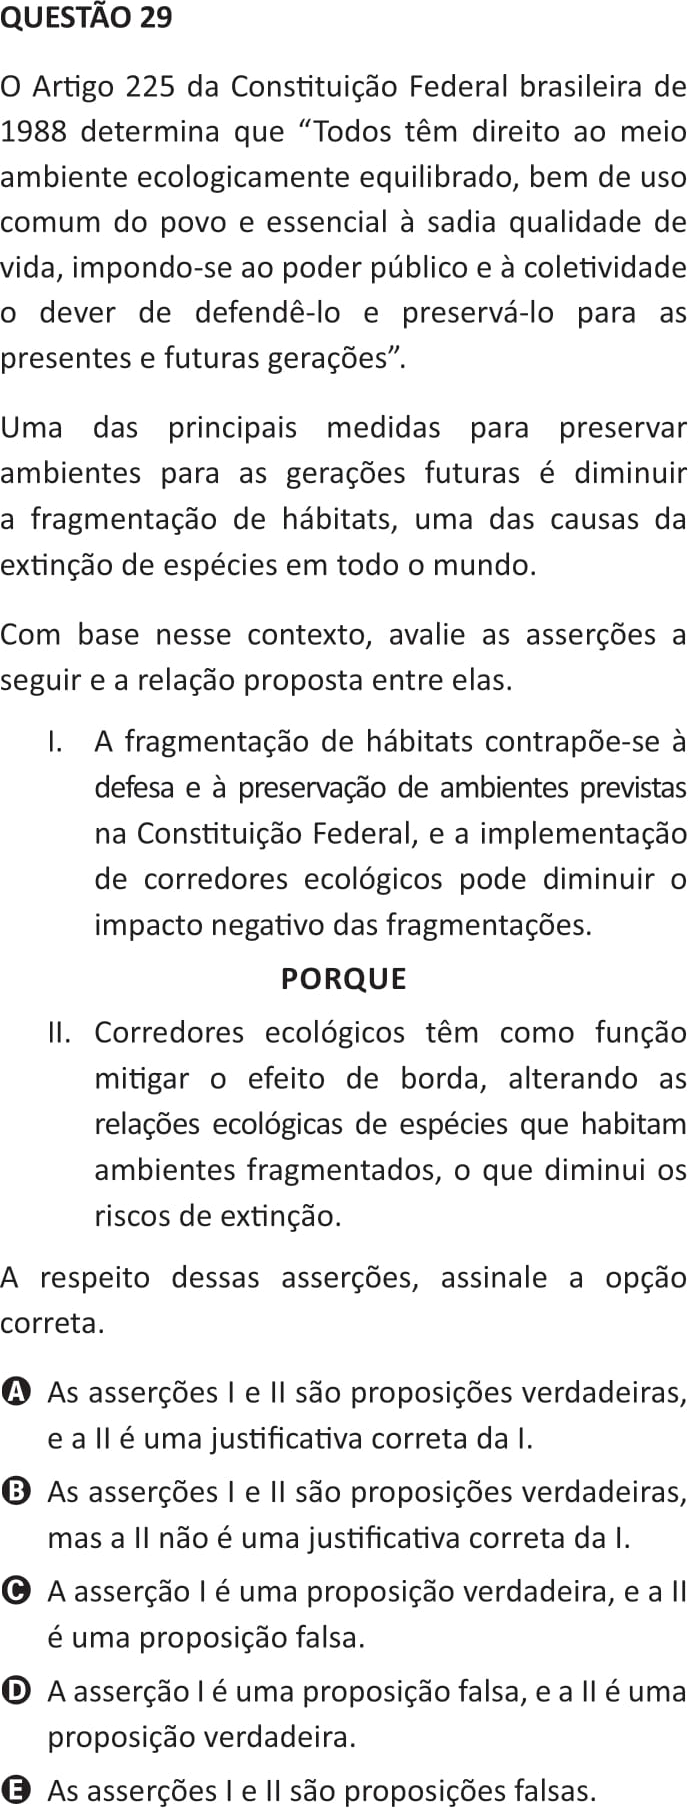 QUESTÃO 29
O Artigo 225 da Constituição Federal brasileira de
1988 determina que “Todos têm direito ao meio
ambiente ecologicamente equilibrado, bem de uso
comum do povo e essencial à sadia qualidade de
vida, impondo-se ao poder público e à coletividade
o dever de defendê-lo e preservá-lo para as
presentes e futuras gerações”.
Uma das principais medidas para preservar
ambientes para as gerações futuras é diminuir
a fragmentação de hábitats, uma das causas da
extinção de espécies em todo o mundo.
Com base nesse contexto, avalie as asserções a
seguir e a relação proposta entre elas.
I. A fragmentação de hábitats contrapõe-se à
defesa e à preservação de ambientes previstas
na Constituição Federal, e a implementação
de corredores ecológicos pode diminuir o
impacto negativo das fragmentações.
PORQUE
II. Corredores ecológicos têm como função
mitigar o efeito de borda, alterando as
relações ecológicas de espécies que habitam
ambientes fragmentados, o que diminui os
riscos de extinção.
A respeito dessas asserções, assinale a opção
correta.
A As asserções I e II são proposições verdadeiras,
e a II é uma justificativa correta da I.
B As asserções I e II são proposições verdadeiras,
mas a II não é uma justificativa correta da I.
C A asserção I é uma proposição verdadeira, e a II
é uma proposição falsa.
D A asserção I é uma proposição falsa, e a II é uma
proposição verdadeira.
E As asserções I e II são proposições falsas.